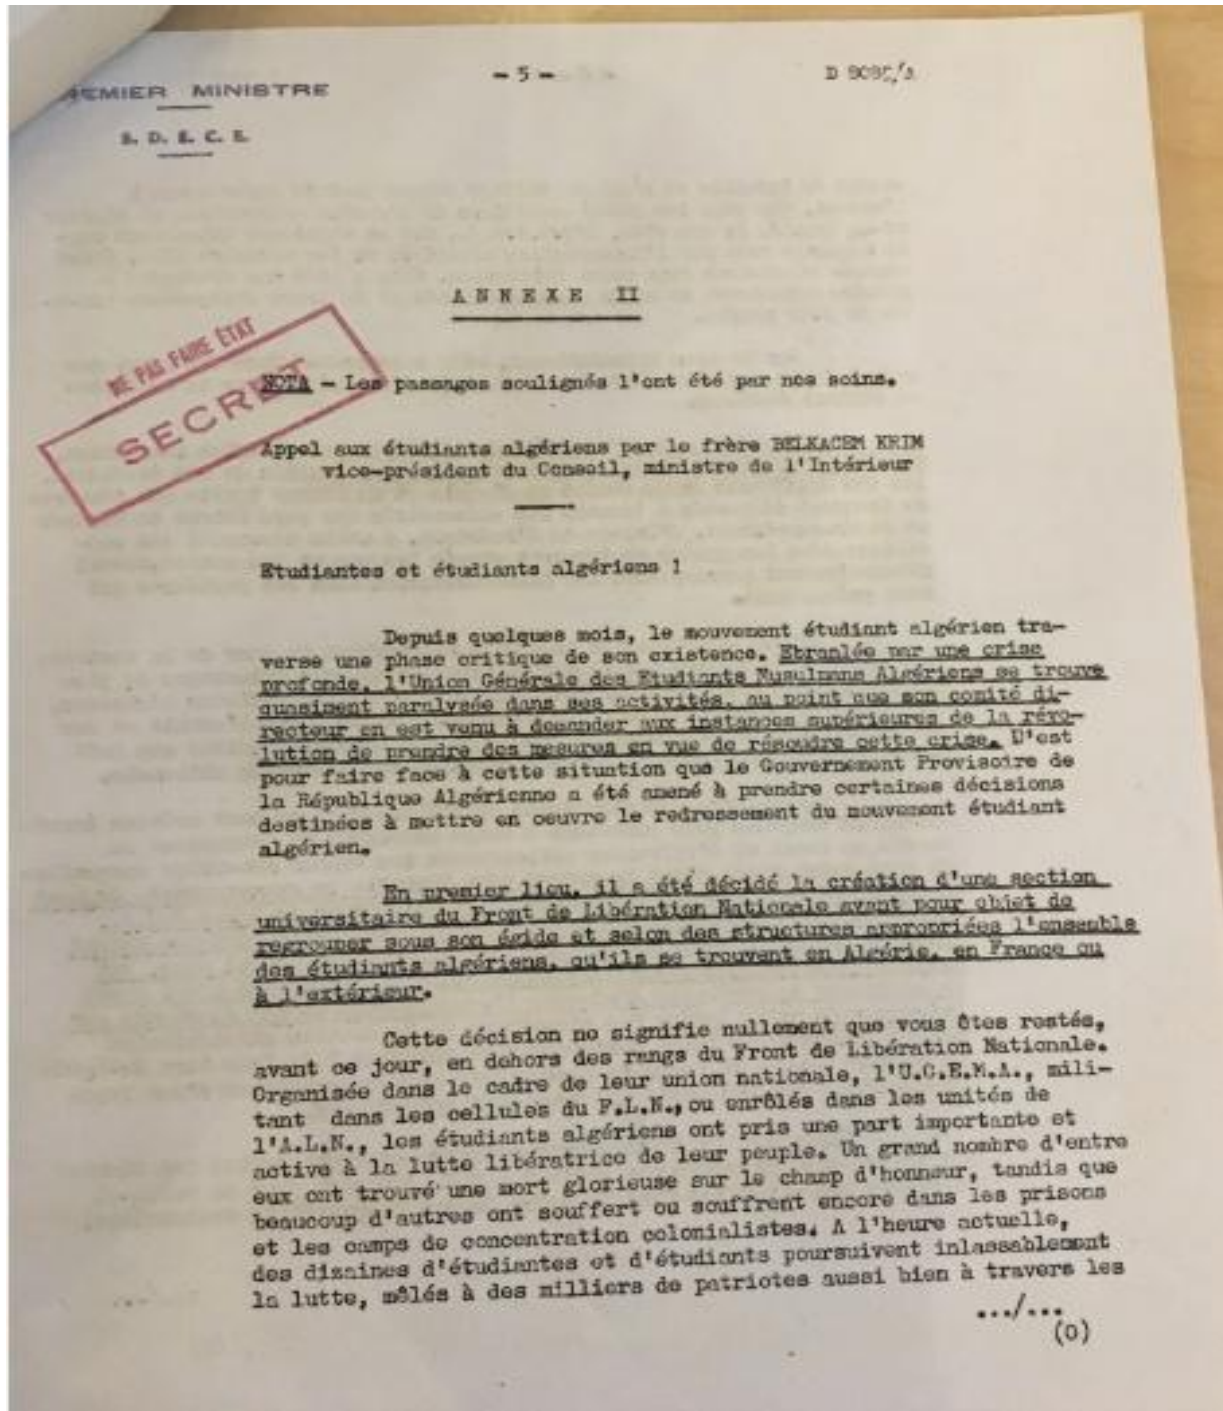 PREMIER MINISTRE
S. D. E. C. E.
- 5 -
NE PAS FAIRE ÉTAT
SECRET
ANNEXE II
NOTA - Les passages soulignés l'ont été par nos soins.
Appel aux étudiants algériens par le frère BELKACEM KRIM
vice-président du Conseil, ministre de l'Intérieur
Etudiantes et étudiants algériens !
Depuis quelques mois, le mouvement étudiant algérien tra-
verse une phase critique de son existence. Ebranlée par une crise
profonde, l'Union Générale des Etudiants Musulmans Algériens se trouve
quasiment paralysée dans ses activités, au point que son comité di-
recteur en est venu à demander aux instances supérieures de la révo-
lution de prendre des mesures en vue de résoudre cette crise. C'est
pour faire face à cette situation que le Gouvernement Provisoire de
la République Algérienne a été amené à prendre certaines décisions
destinées à mettre en oeuvre le redressement du mouvement étudiant
algérien.
En premier lieu, il a été décidé la création d'une section
universitaire du Front de Libération Nationale ayant pour objet de
regrouper sous son égide et selon des structures appropriées l'ensemble
des étudiants algériens, qu'ils se trouvent en Algérie, en France ou
à l'extérieur.
Cette décision ne signifie nullement que vous êtes restés,
avant ce jour, en dehors des rangs du Front de Libération Nationale.
Organisée dans le cadre de leur union nationale, l'U.G.E.M.A., mili-
tant dans les cellules du F.L.N., ou enrôlés dans les unités de
l'A.L.N., les étudiants algériens ont pris une part importante et
active à la lutte libératrice de leur peuple. Un grand nombre d'entre
eux ont trouvé une mort glorieuse sur le champ d'honneur, tandis que
beaucoup d'autres ont souffert ou souffrent encore dans les prisons
et les camps de concentration colonialistes. A l'heure actuelle,
des dizaines d'étudiantes et d'étudiants poursuivent inlassablement
la lutte, mêlés à des milliers de patriotes aussi bien à travers les
.../...
(0)